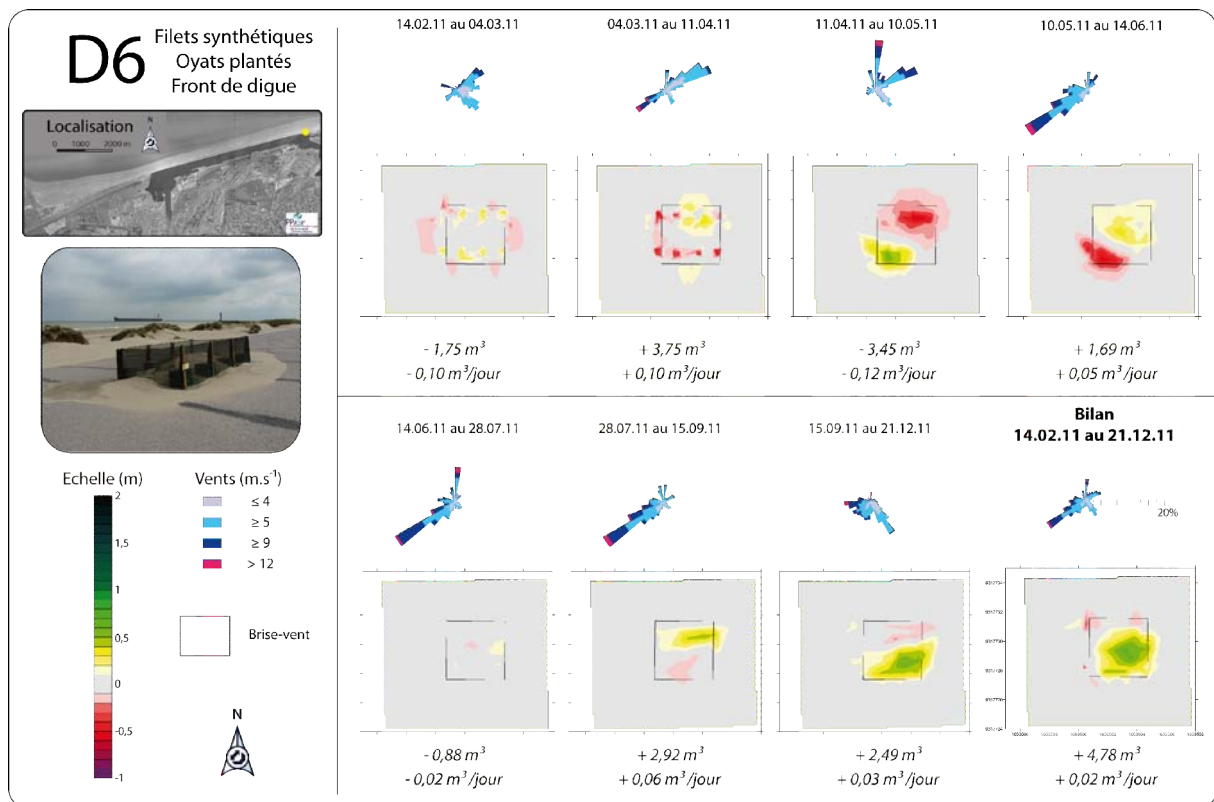 D6
Filets synthétiques
Oyats plantés
Front de digue
Localisation
0 1000 2000 m
Echelle (m)
2
1,5
1
0,5
0
-0,5
-1
Vents (m.s⁻¹)
≤ 4
≥ 5
≥ 9
> 12
Brise-vent
N
14.02.11 au 04.03.11
- 1,75 m³
- 0,10 m³/jour
04.03.11 au 11.04.11
+ 3,75 m³
+ 0,10 m³/jour
11.04.11 au 10.05.11
- 3,45 m³
- 0,12 m³/jour
10.05.11 au 14.06.11
+ 1,69 m³
+ 0,05 m³/jour
14.06.11 au 28.07.11
-0,88 m³
- 0,02 m³/jour
28.07.11 au 15.09.11
+ 2,92 m³
+ 0,06 m³/jour
15.09.11 au 21.12.11
+ 2,49 m³
+ 0,03 m³/jour
Bilan
14.02.11 au 21.12.11
20%
+ 4,78 m³
+ 0,02 m³/jour